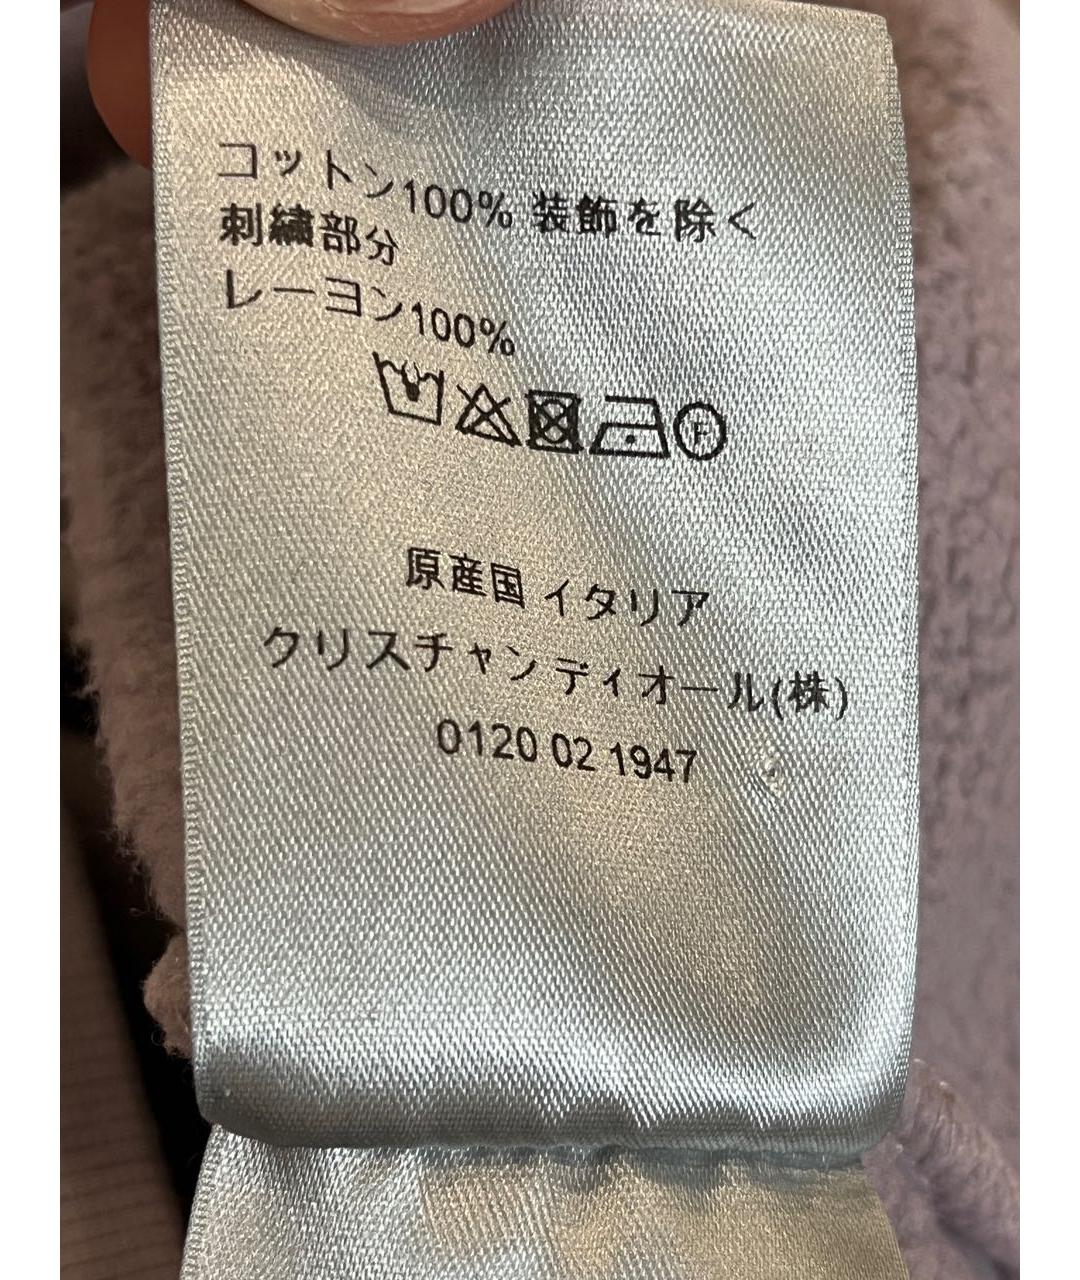 コットン100% 装飾を除く
刺繍部分
レーヨン100%
F
原産国 イタリア
クリスチャン ディオール(株)
0120 02 1947